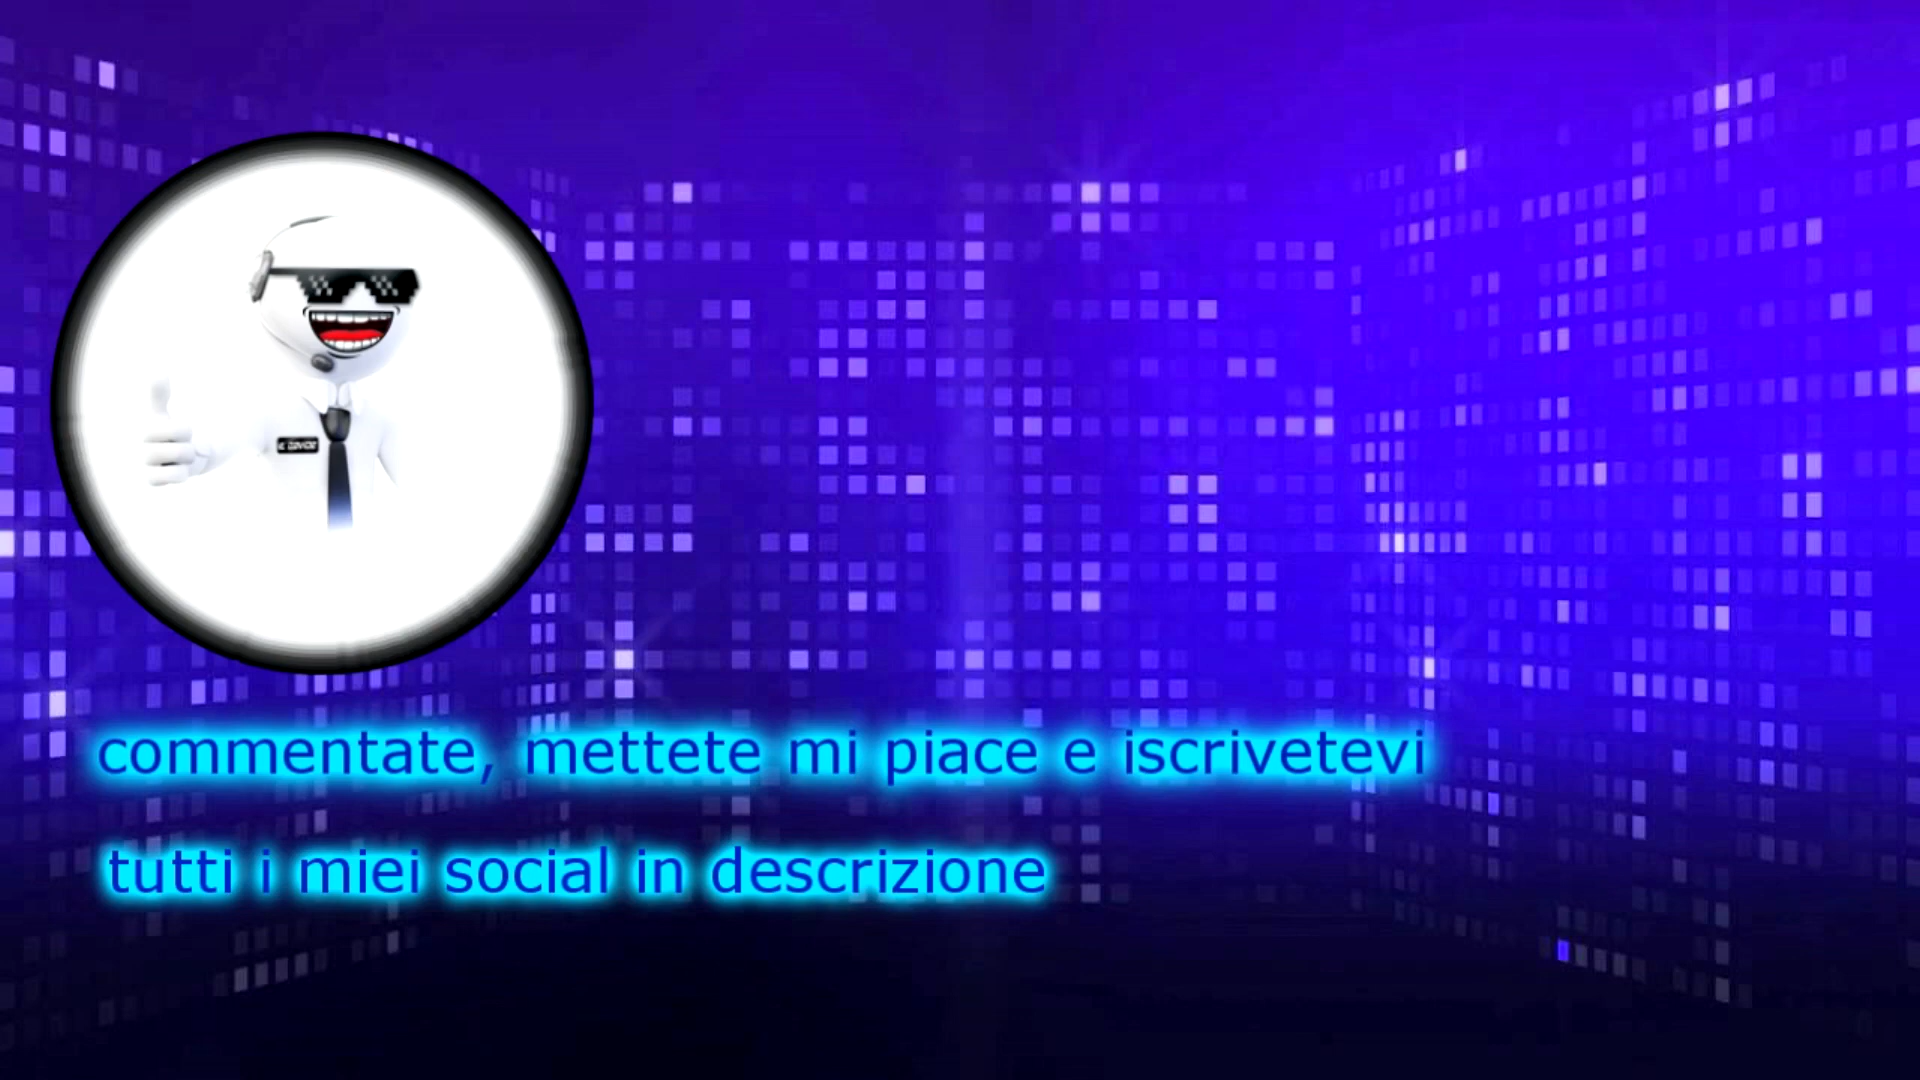 commentate, mettete mi piace e iscrivetevi
tutti i miei social in descrizione